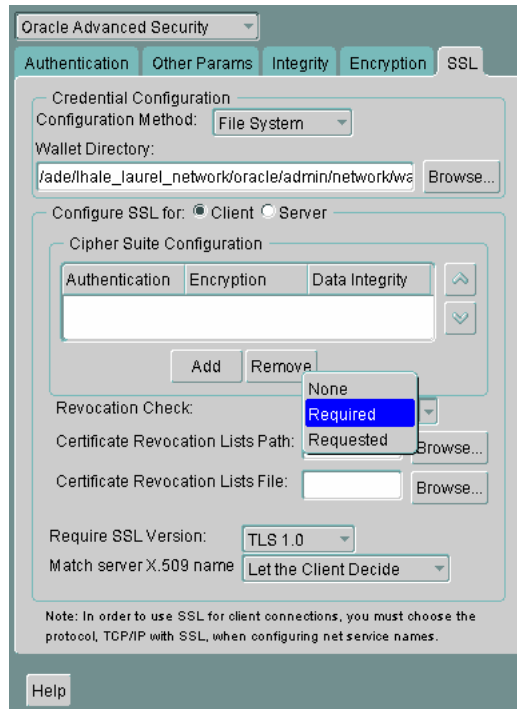 Oracle Advanced Security
Authentication Other Params Integrity Encryption SSL
Credential Configuration
Configuration Method: File System
Wallet Directory:
/ade/lhale_laurel_network/oracle/admin/network/wa Browse...
Configure SSL for: Client Server
Cipher Suite Configuration
Authentication Encryption Data Integrity
Add Remove
None
Revocation Check: Required
Requested
Certificate Revocation Lists Path: Browse...
Certificate Revocation Lists File: Browse...
Require SSL Version: TLS 1.0
Match server X.509 name Let the Client Decide
Note: In order to use SSL for client connections, you must choose the
protocol, TCP/IP with SSL, when configuring net service names.
Help